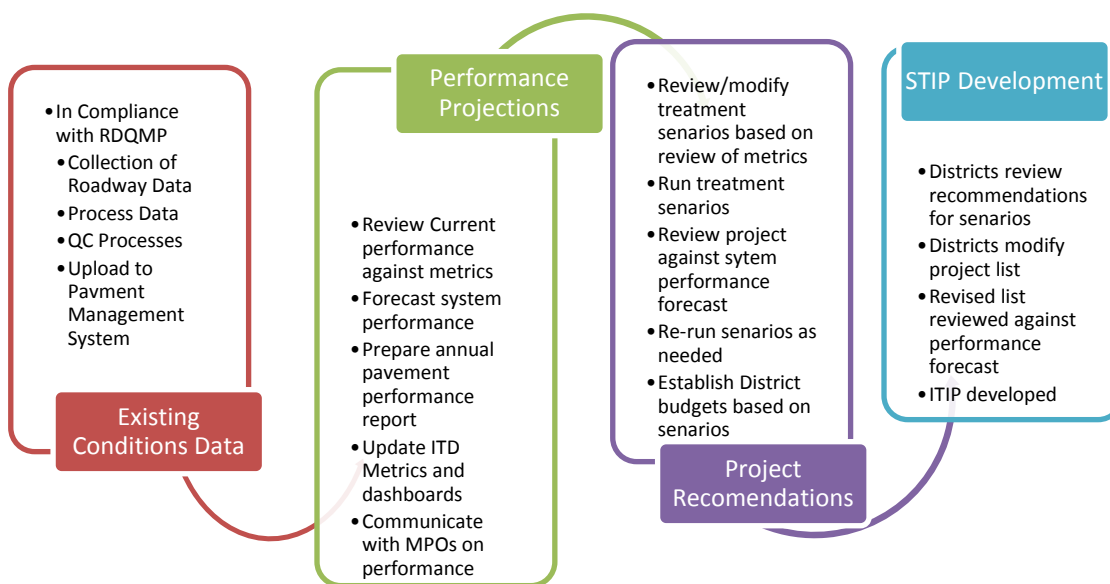 •In Compliance
with RDQMP
•Collection of
Roadway Data
•Process Data
•QC Processes
•Upload to
Pavment
Management
System
Existing
Conditions Data
Performance
Projections
•Review Current
performance
against metrics
•Forecast system
performance
•Prepare annual
pavement
performance
report
•Update ITD
Metrics and
dashboards
•Communicate
with MPOs on
performance
•Review/modify
treatment
senarios based on
review of metrics
•Run treatment
senarios
•Review project
against sytem
performance
forecast
•Re-run senarios as
needed
•Establish District
budgets based on
senarios
Project
Recomendations
STIP Development
•Districts review
recommendations
for senarios
•Districts modify
project list
•Revised list
reviewed against
performance
forecast
•ITIP developed